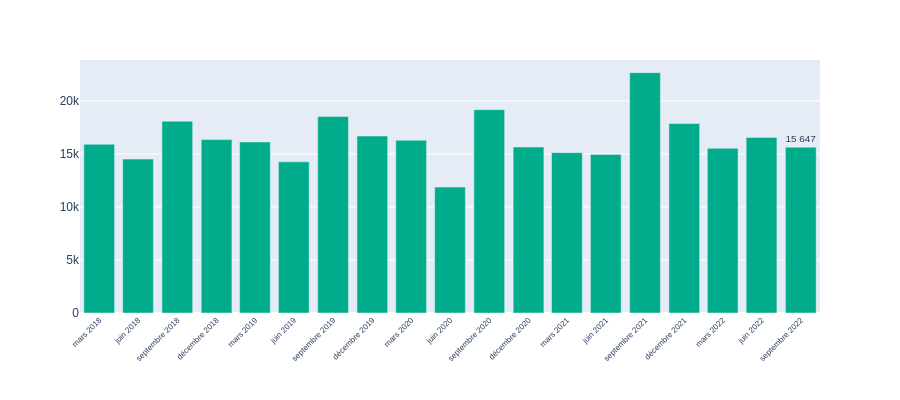 20k
15k
10k
5k
0
15 647
mars 2018
juin 2018
septembre 2018
décembre 2018
mars 2019
juin 2019
septembre 2019
décembre 2019
mars 2020
juin 2020
septembre 2020
décembre 2020
mars 2021
juin 2021
septembre 2021
décembre 2021
mars 2022
juin 2022
septembre 2022